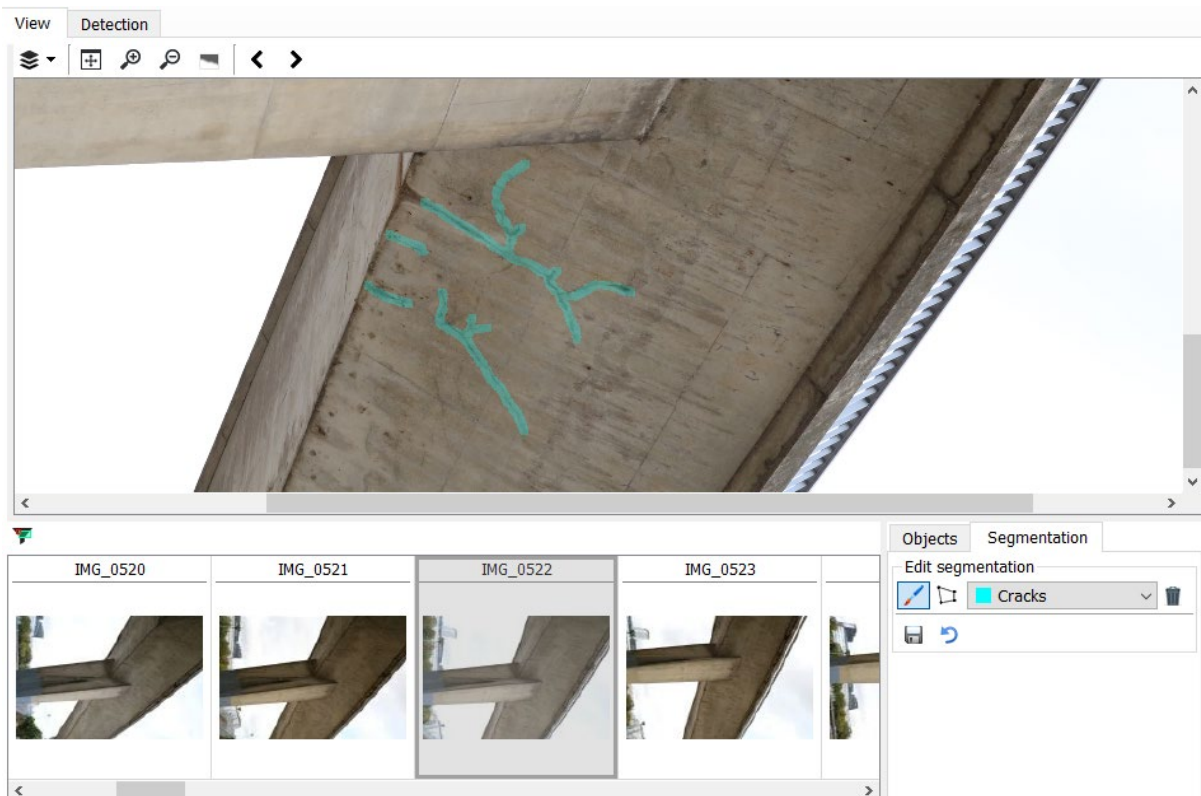 View Detection
IMG_0520 IMG_0521 IMG_0522 IMG_0523
Objects Segmentation
Edit segmentation
Cracks